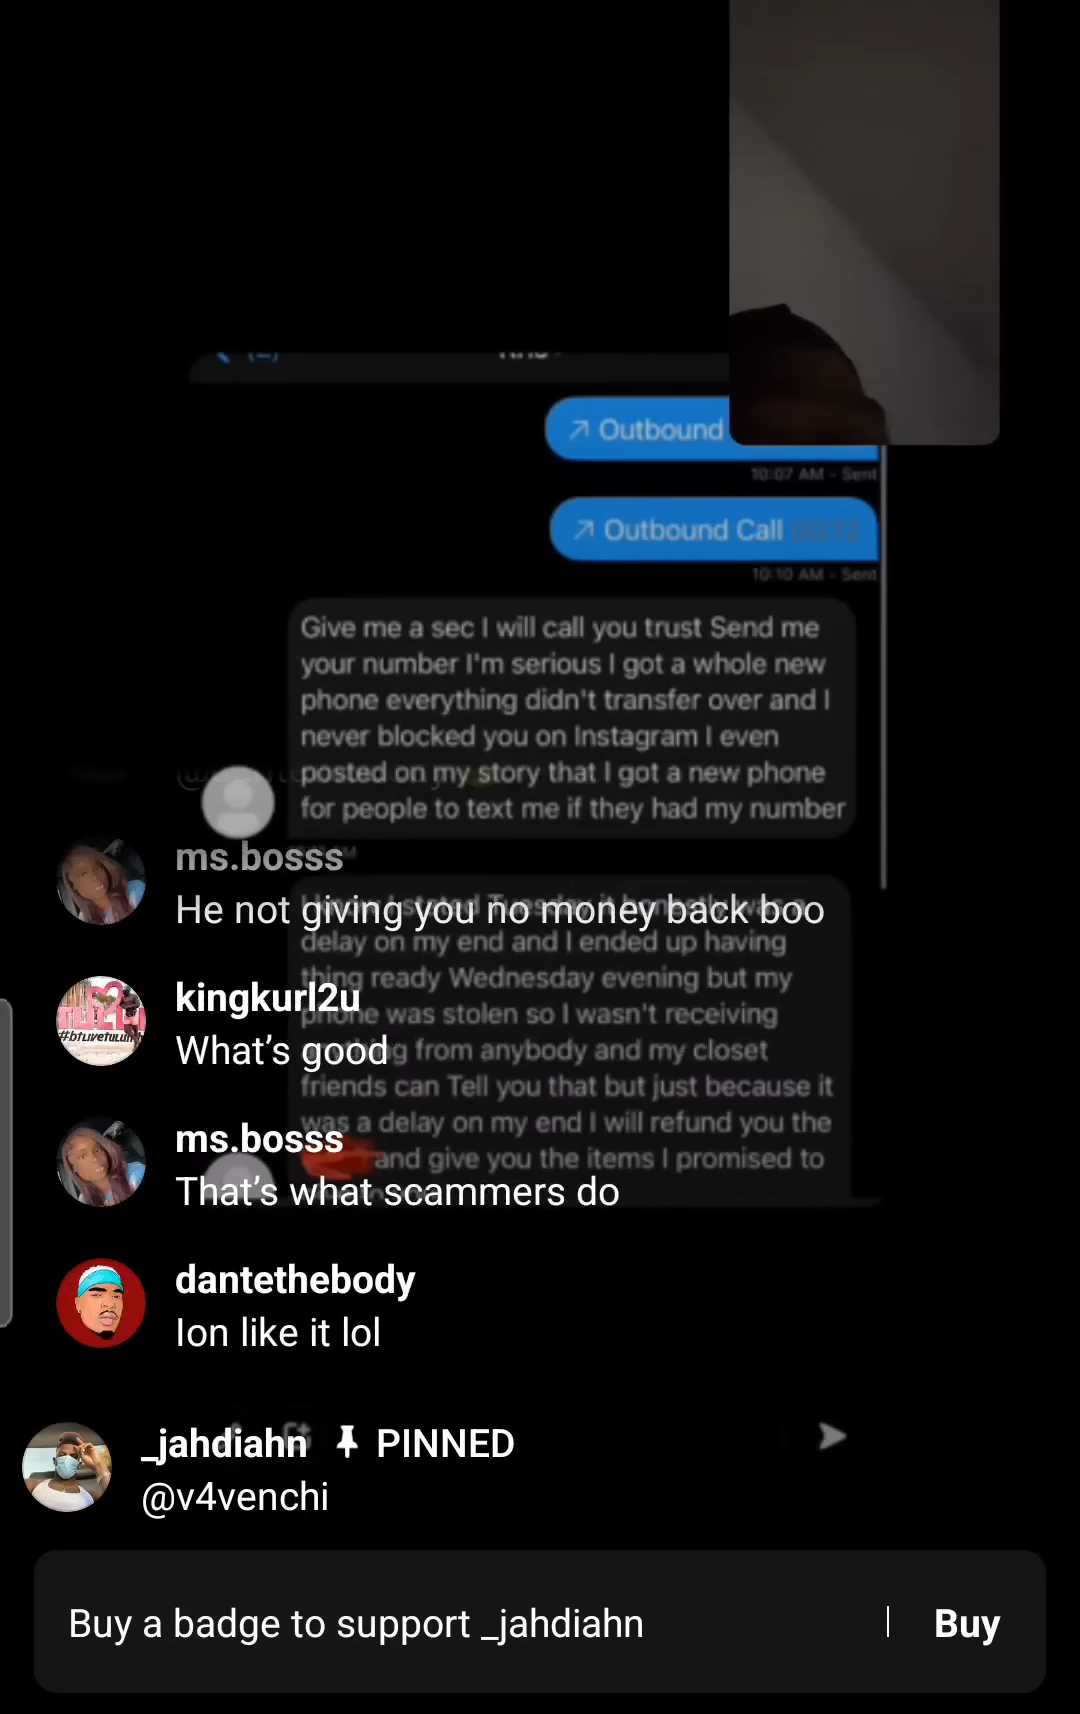 Outbound
10:07 AM - Sent
Outbound Call 00:12
10:10 AM - Sent
Give me a sec I will call you trust Send me
your number I'm serious I got a whole new
phone everything didn't transfer over and I
never blocked you on Instagram I even
posted on my story that I got a new phone
for people to text me if they had my number
ms.bosss
He not giving you no money back boo
delay on my end and I ended up having
thing ready Wednesday evening but my
kingkurl2u
phone was stolen so I wasn't receiving
What's good
anything from anybody and my closet
friends can Tell you that but just because it
was a delay on my end I will refund you the
ms.bosss
and give you the items I promised to
That's what scammers do
dantethebody
Ion like it lol
_jahdiahn PINNED
@v4venchi
Buy a badge to support _jahdiahn | Buy